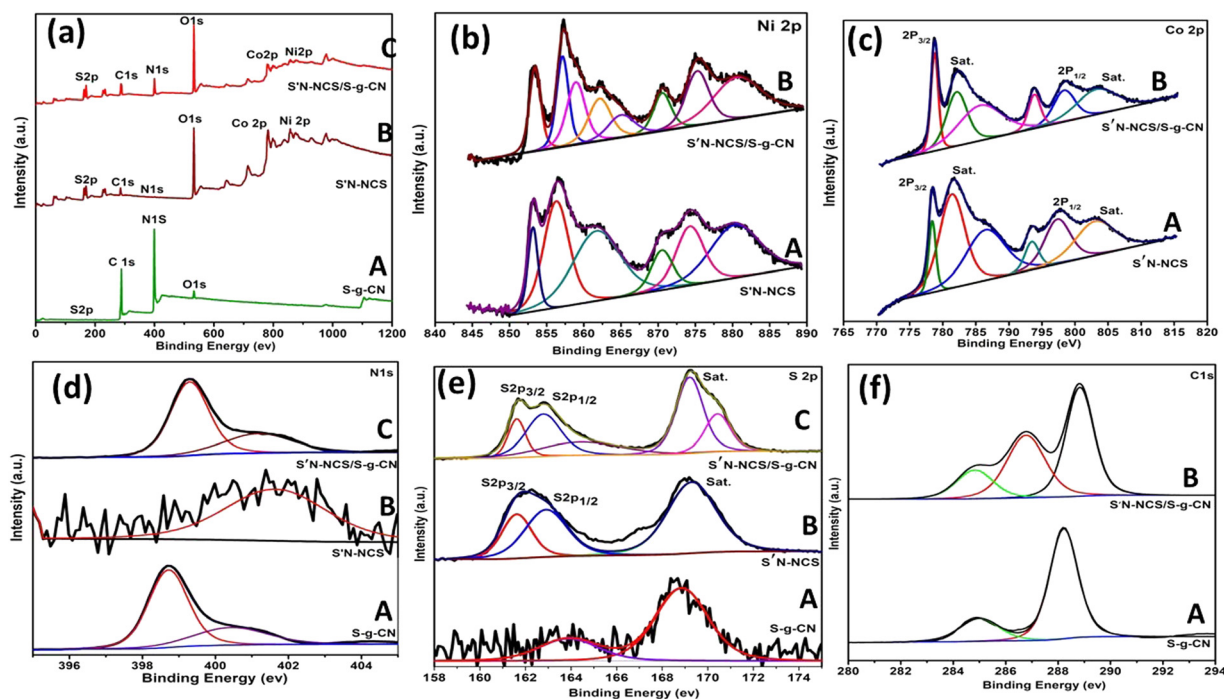 (a)
O1s
C
S2p
C1s
N1s
Co2p
Ni2p
S'N-NCS/S-g-CN
O1s
B
Co 2p
Ni 2p
S2p
C1s
N1s
S'N-NCS
N1S
A
C 1s
O1s
S-g-CN
S2p
0 200 400 600 800 1000 1200
Binding Energy (ev)
Intensity (a.u.)
(b)
Ni 2p
B
S'N-NCS/S-g-CN
A
S'N-NCS
840 845 850 855 860 865 870 875 880 885 890
Binding Energy (ev)
Intensity (a.u.)
(c)
Co 2p
2P3/2
Sat.
2P1/2
Sat.
B
S'N-NCS/S-g-CN
2P3/2
Sat.
2P1/2
Sat.
A
S'N-NCS
765 770 775 780 785 790 795 800 805 810 815 820
Binding Energy (eV)
Intensity (a.u.)
(d)
N1s
C
S'N-NCS/S-g-CN
B
S'N-NCS
A
S-g-CN
396 398 400 402 404
Binding Energy (ev)
Intensity (a.u.)
(e)
S 2p
Sat.
S2p3/2
S2p1/2
C
S'N-NCS/S-g-CN
S2p3/2
S2p1/2
Sat.
B
S'N-NCS
A
S-g-CN
158 160 162 164 166 168 170 172 174
Binding Energy (ev)
Intensity (a.u.)
(f)
C1s
B
S'N-NCS/S-g-CN
A
S-g-CN
280 282 284 286 288 290 292 294
Binding Energy (ev)
Intensity (a.u.)